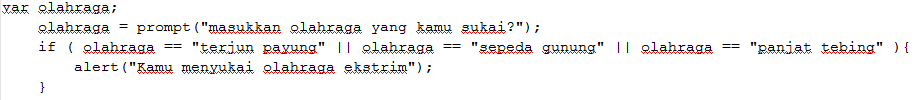 var olahraga;
olahraga = prompt("masukkan olahraga yang kamu sukai?");
if ( olahraga == "terjun payung" || olahraga == "sepeda gunung" || olahraga == "panjat tebing" ){
alert("Kamu menyukai olahraga ekstrim");
}